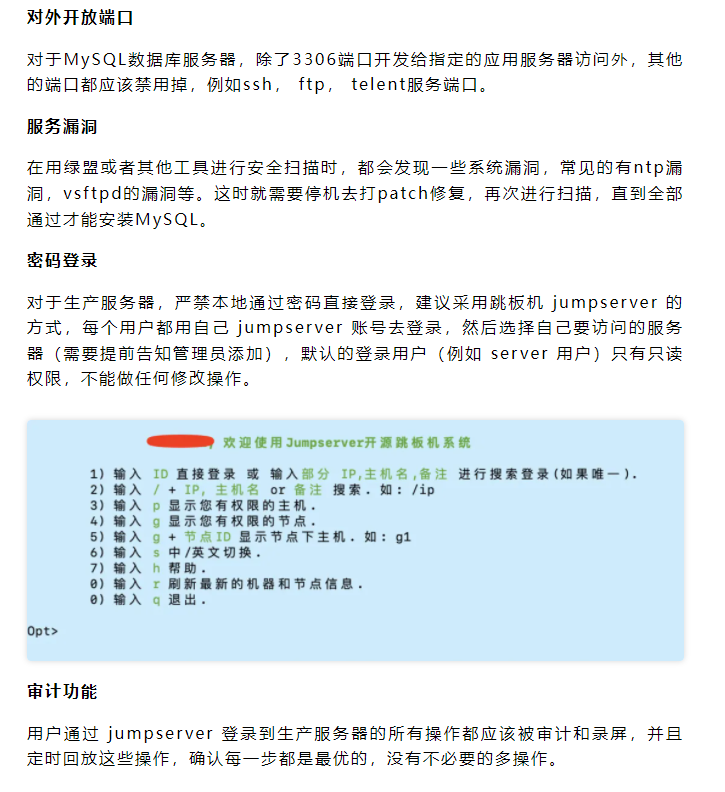 对外开放端口
对于MySQL数据库服务器，除了3306端口开发给指定的应用服务器访问外，其他
的端口都应该禁用掉，例如ssh， ftp， telent服务端口。
服务漏洞
在用绿盟或者其他工具进行安全扫描时，都会发现一些系统漏洞，常见的有ntp漏
洞，vsftpd的漏洞等。这时就需要停机去打patch修复，再次进行扫描，直到全部
通过才能安装MySQL。
密码登录
对于生产服务器，严禁本地通过密码直接登录，建议采用跳板机 jumpserver 的
方式，每个用户都用自己 jumpserver 账号去登录，然后选择自己要访问的服务
器（需要提前告知管理员添加），默认的登录用户（例如 server 用户）只有只读
权限，不能做任何修改操作。
, 欢迎使用Jumpserver开源跳板机系统
1) 输入 ID 直接登录 或 输入部分 IP,主机名,备注 进行搜索登录(如果唯一).
2) 输入 / + IP, 主机名 or 备注 搜索. 如: /ip
3) 输入 p 显示您有权限的主机.
4) 输入 g 显示您有权限的节点.
5) 输入 g + 节点ID 显示节点下主机. 如: g1
6) 输入 s 中/英文切换.
7) 输入 h 帮助.
0) 输入 r 刷新最新的机器和节点信息.
0) 输入 q 退出.
Opt>
审计功能
用户通过 jumpserver 登录到生产服务器的所有操作都应该被审计和录屏，并且
定时回放这些操作，确认每一步都是最优的，没有不必要的多操作。